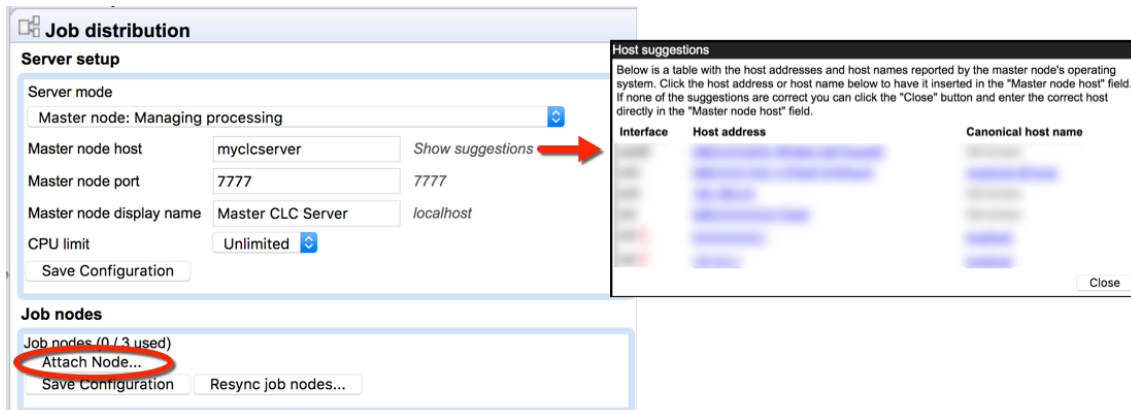 Job distribution
Server setup
Server mode
Master node: Managing processing
Master node host myclcserver Show suggestions
Master node port 7777 7777
Master node display name Master CLC Server localhost
CPU limit Unlimited
Save Configuration
Job nodes
Job nodes (0 / 3 used)
Attach Node...
Save Configuration Resync job nodes...
Host suggestions
Below is a table with the host addresses and host names reported by the master node's operating
system. Click the host address or host name below to have it inserted in the "Master node host" field.
If none of the suggestions are correct you can click the "Close" button and enter the correct host
directly in the "Master node host" field.
Interface Host address Canonical host name
Close